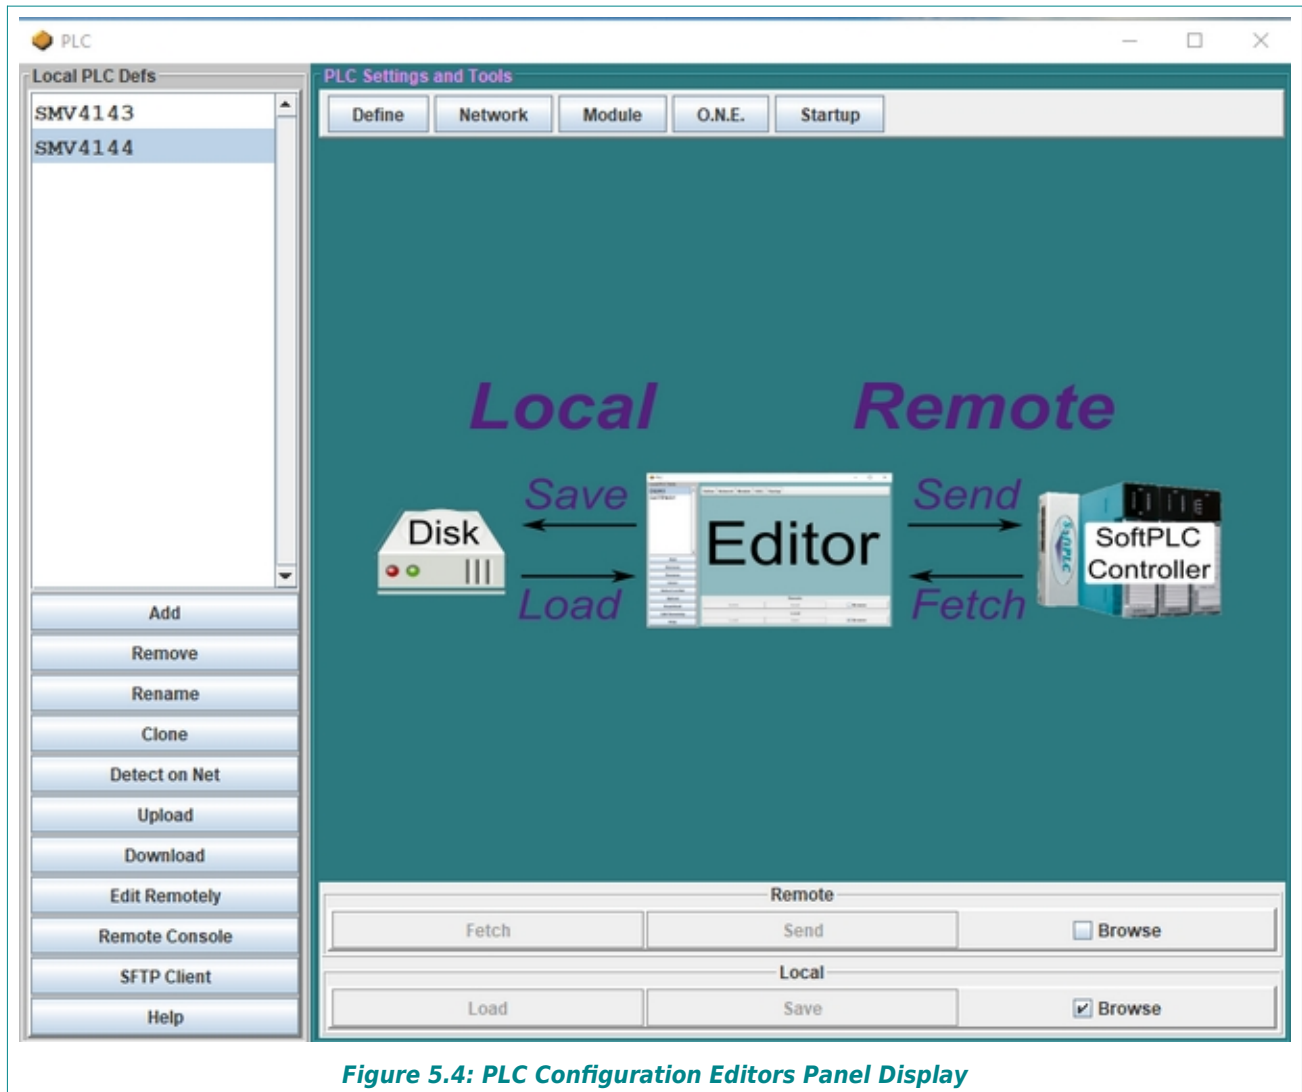 PLC
Local PLC Defs
SMV4143
SMV4144
Add
Remove
Rename
Clone
Detect on Net
Upload
Download
Edit Remotely
Remote Console
SFTP Client
Help
PLC Settings and Tools
Define Network Module O.N.E. Startup
Local Remote
Save Send
Disk Editor SoftPLC
Controller
SoftPLC
Load Fetch
Remote
Fetch Send Browse
Local
Load Save Browse
Figure 5.4: PLC Configuration Editors Panel Display